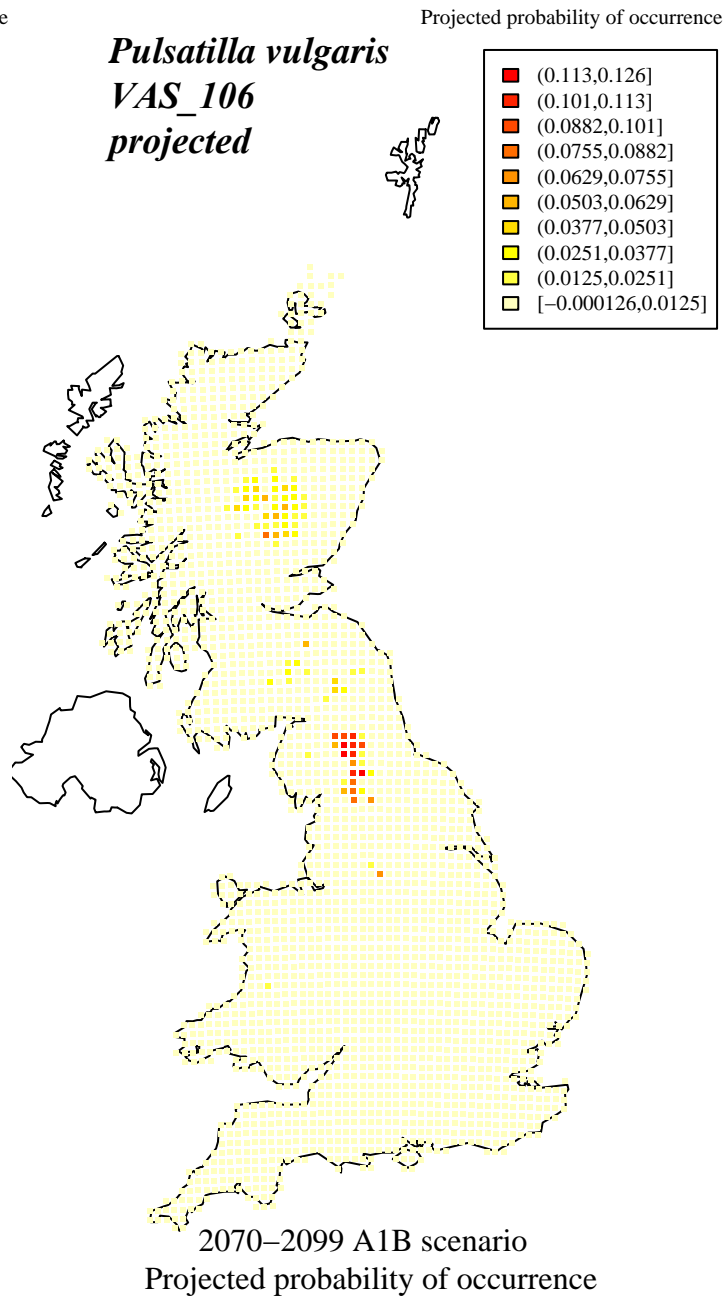 e
Projected probability of occurrence
Pulsatilla vulgaris
VAS_106
projected
(0.113,0.126]
(0.101,0.113]
(0.0882,0.101]
(0.0755,0.0882]
(0.0629,0.0755]
(0.0503,0.0629]
(0.0377,0.0503]
(0.0251,0.0377]
(0.0125,0.0251]
[−0.000126,0.0125]
2070−2099 A1B scenario
Projected probability of occurrence